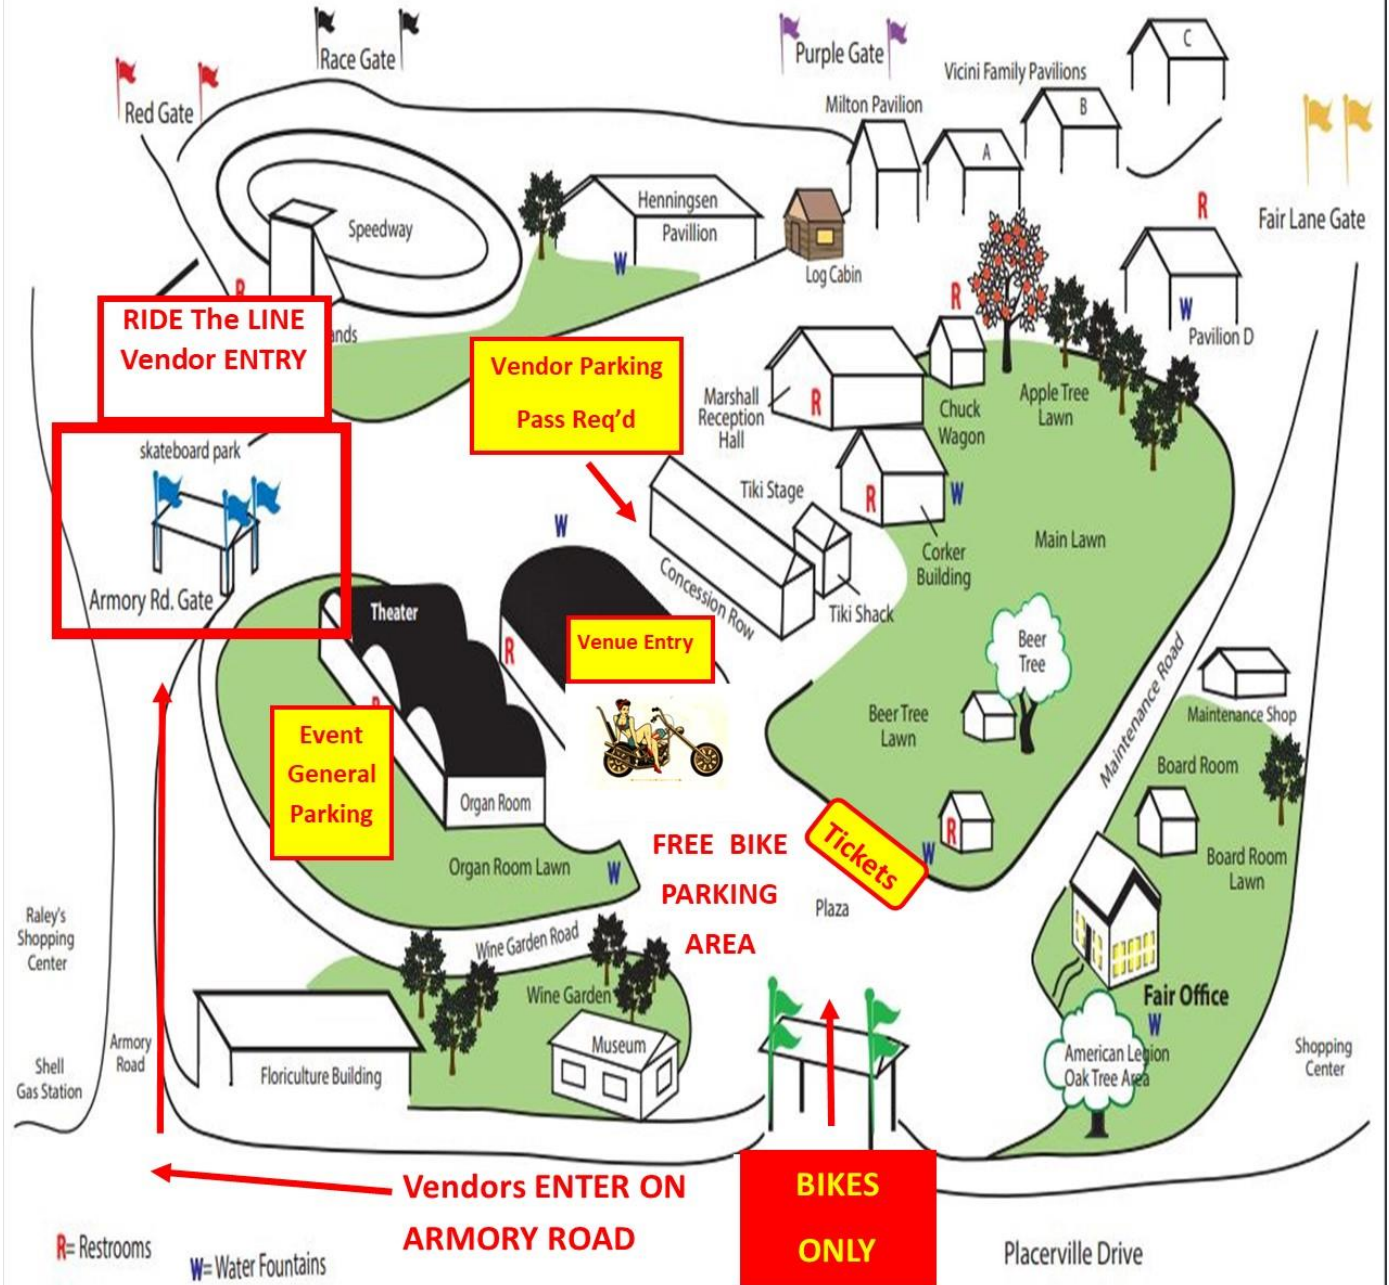 Race Gate
Red Gate
Purple Gate
Vicini Family Pavilions
C
B
A
Milton Pavilion
Fair Lane Gate
R
Henningsen
Pavillion
W
Speedway
Log Cabin
R
R
W
Pavilion D
ands
RIDE The LINE
Vendor ENTRY
Vendor Parking
Pass Req'd
Marshall
Reception
Hall
R
Chuck
Wagon
Apple Tree
Lawn
skateboard park
Armory Rd. Gate
Tiki Stage
R
W
Corker
Building
Main Lawn
W
Concession Row
Tiki Shack
Theater
R
R
Venue Entry
Beer
Tree
Beer Tree
Lawn
Maintenance Road
Maintenance Shop
Board Room
Board Room
Lawn
Event
General
Parking
Organ Room
Organ Room Lawn
W
FREE BIKE
PARKING
AREA
Tickets
R
W
Plaza
Raley's
Shopping
Center
Wine Garden Road
Wine Garden
Museum
Floriculture Building
Fair Office
W
American Legion
Oak Tree Area
Shopping
Center
Armory
Road
Shell
Gas Station
Vendors ENTER ON
ARMORY ROAD
BIKES
ONLY
Placerville Drive
R= Restrooms
W= Water Fountains